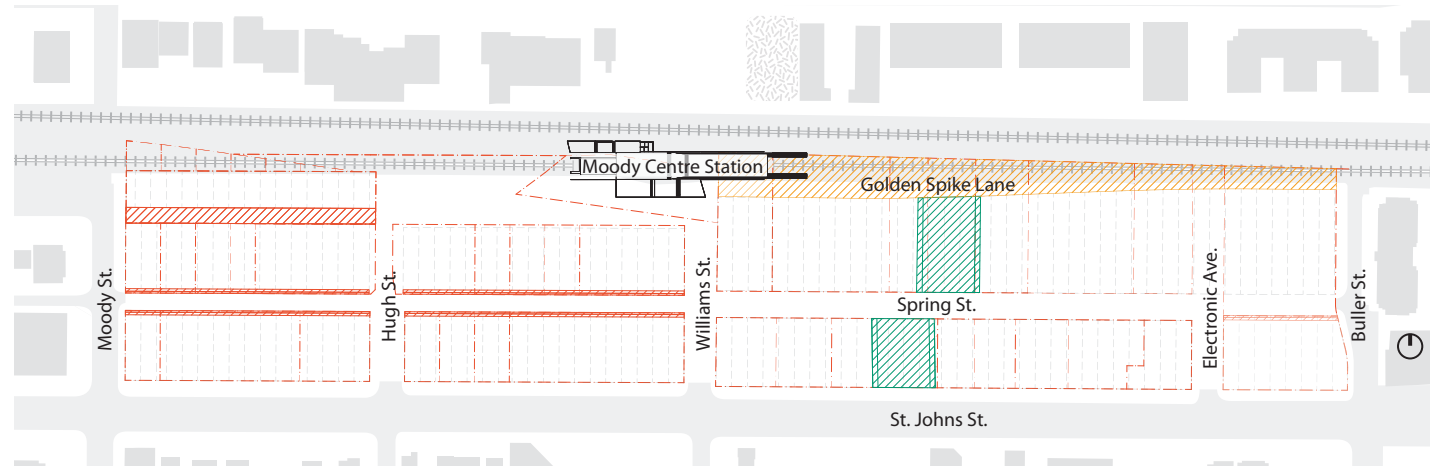 Moody Centre Station
Golden Spike Lane
Moody St.
Hugh St.
Williams St.
Spring St.
Electronic Ave.
Buller St.
St. Johns St.